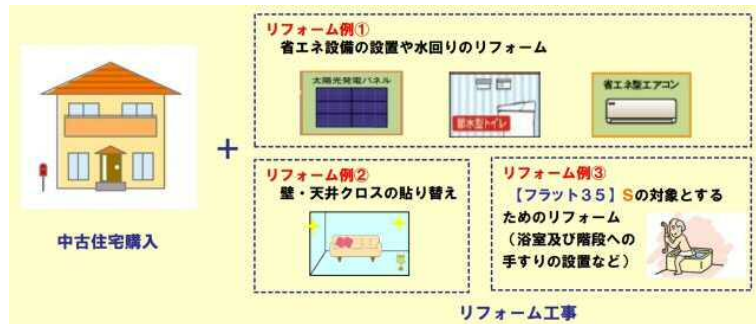 中古住宅購入
+
リフォーム例①
省エネ設備の設置や水回りのリフォーム
太陽光発電パネル
節水型トイレ
省エネ型エアコン
リフォーム例②
壁・天井クロスの貼り替え
リフォーム例③
【フラット35】Sの対象とする
ためのリフォーム
(浴室及び階段への
手すりの設置など)
リフォーム工事